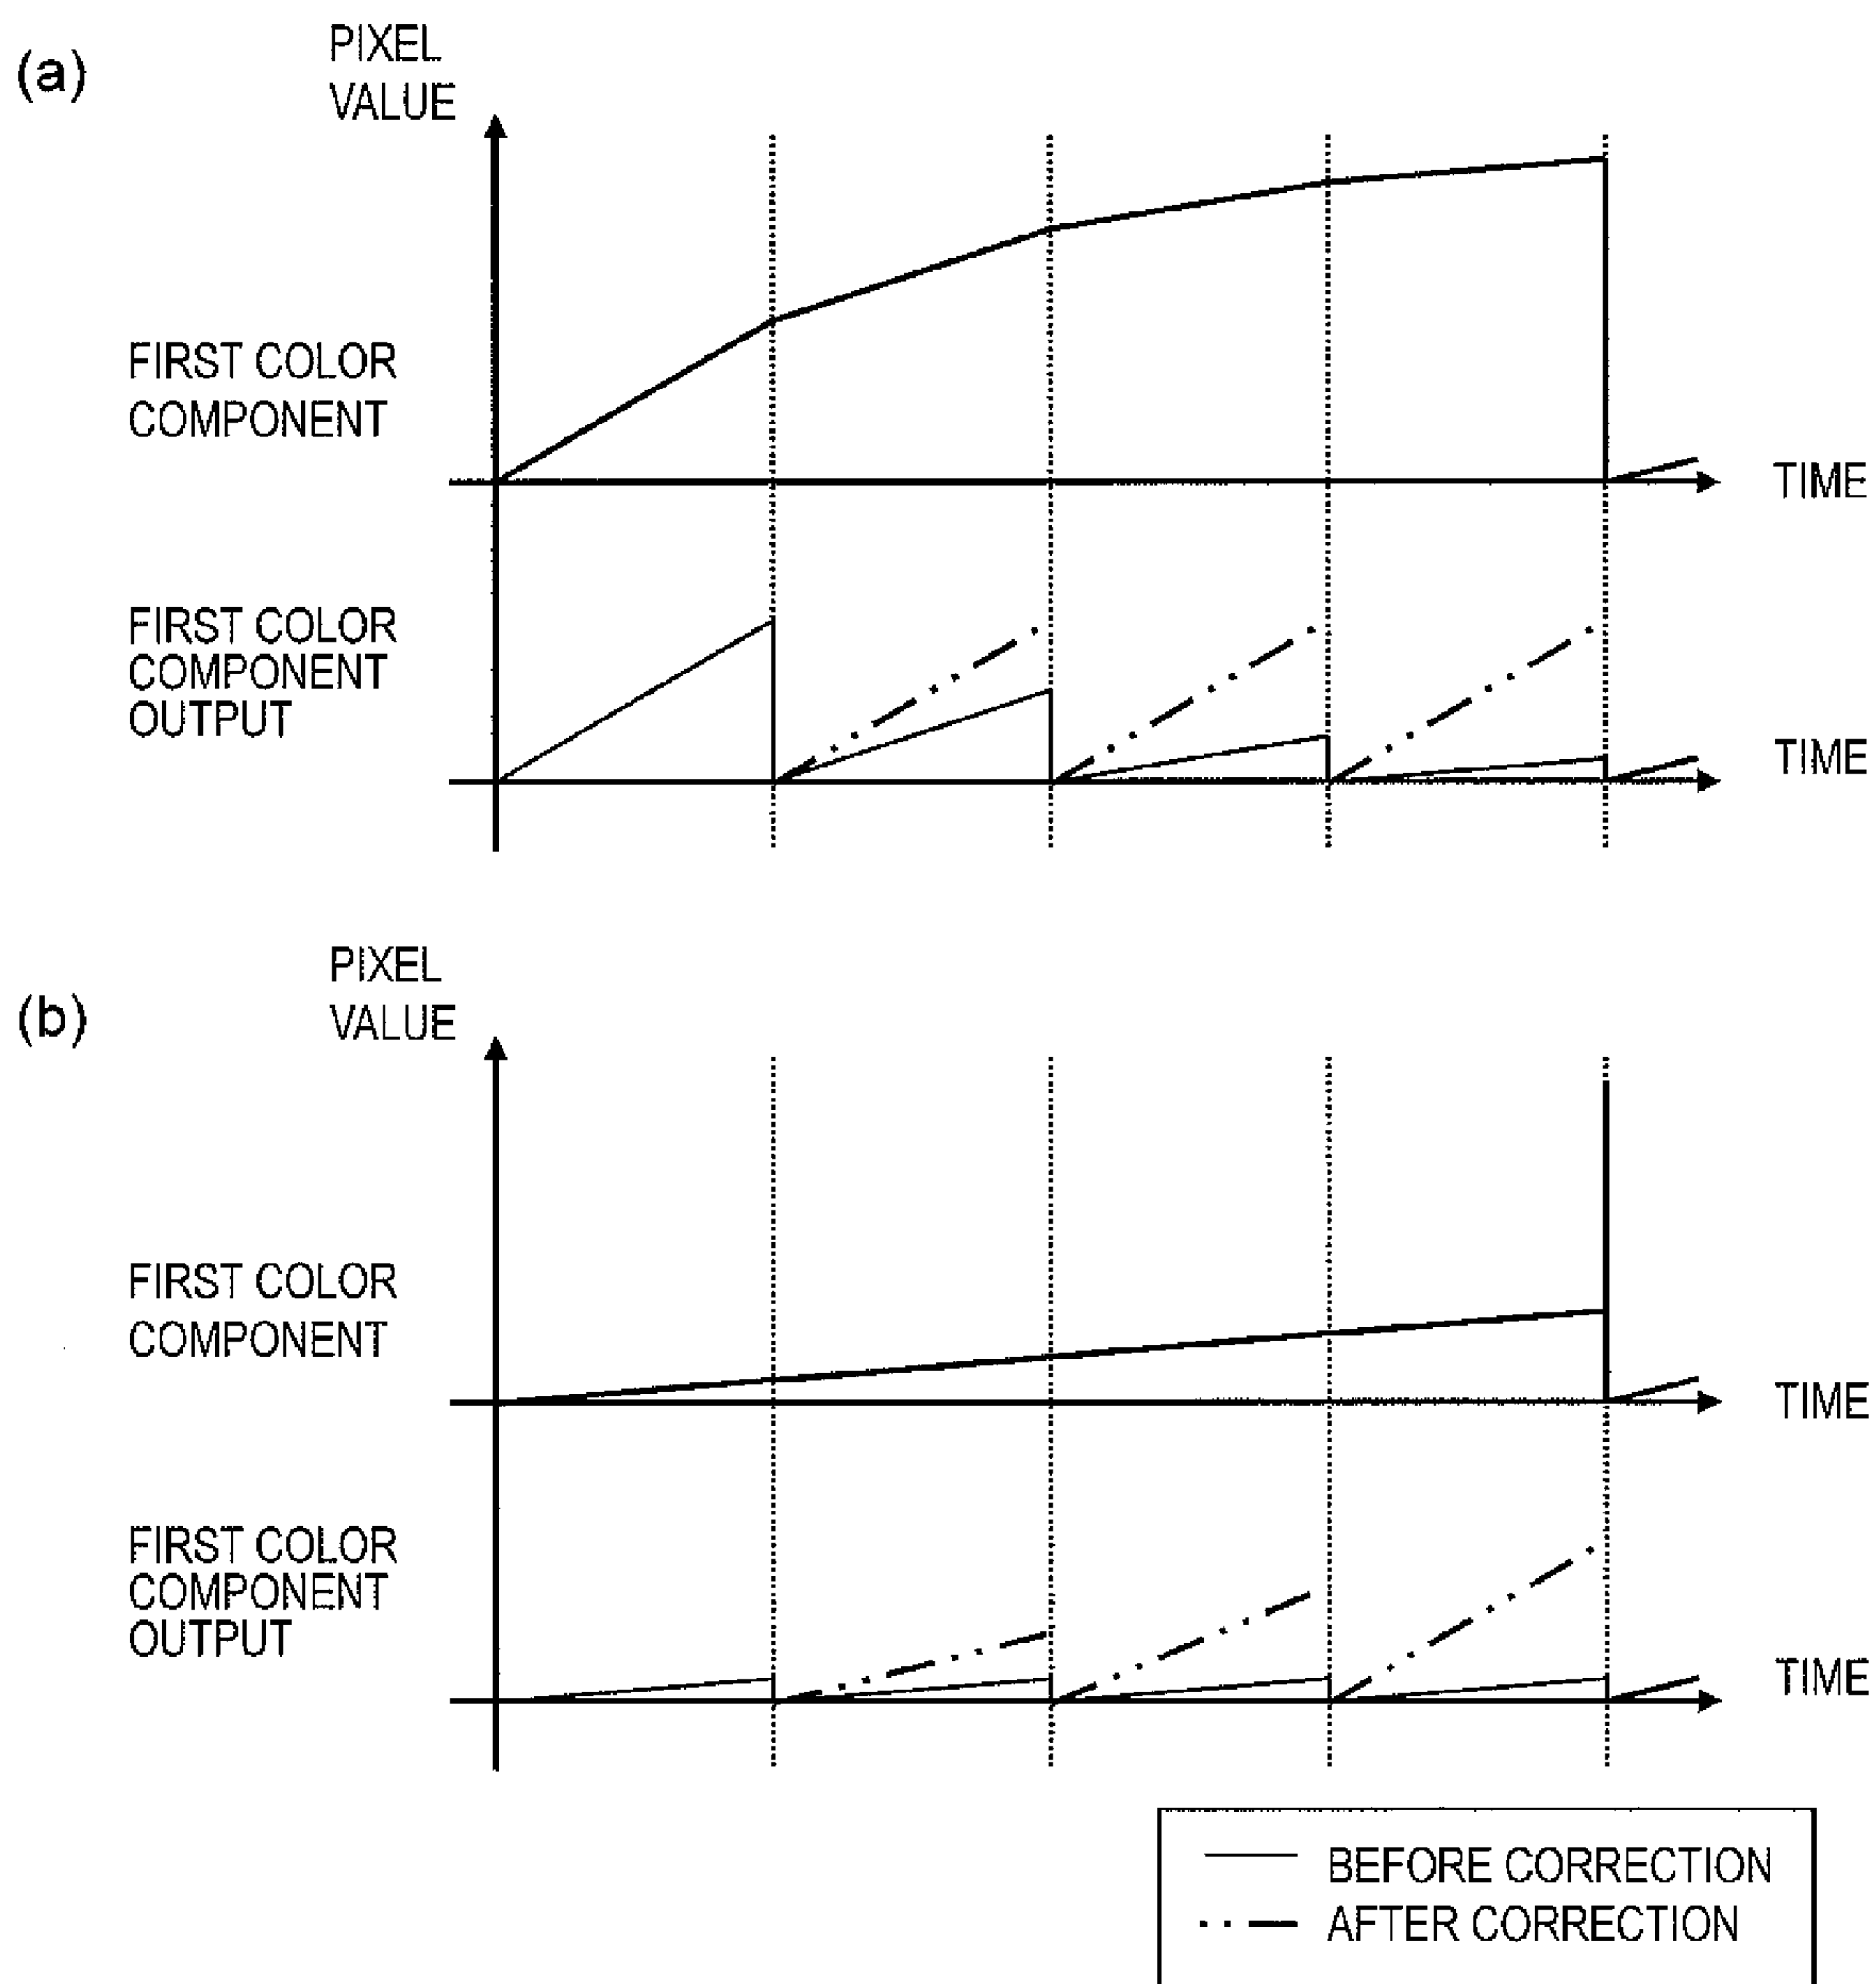 (a)
PIXEL
VALUE
FIRST COLOR
COMPONENT
TIME
FIRST COLOR
COMPONENT
OUTPUT
TIME
(b)
PIXEL
VALUE
FIRST COLOR
COMPONENT
TIME
FIRST COLOR
COMPONENT
OUTPUT
TIME
BEFORE CORRECTION
AFTER CORRECTION